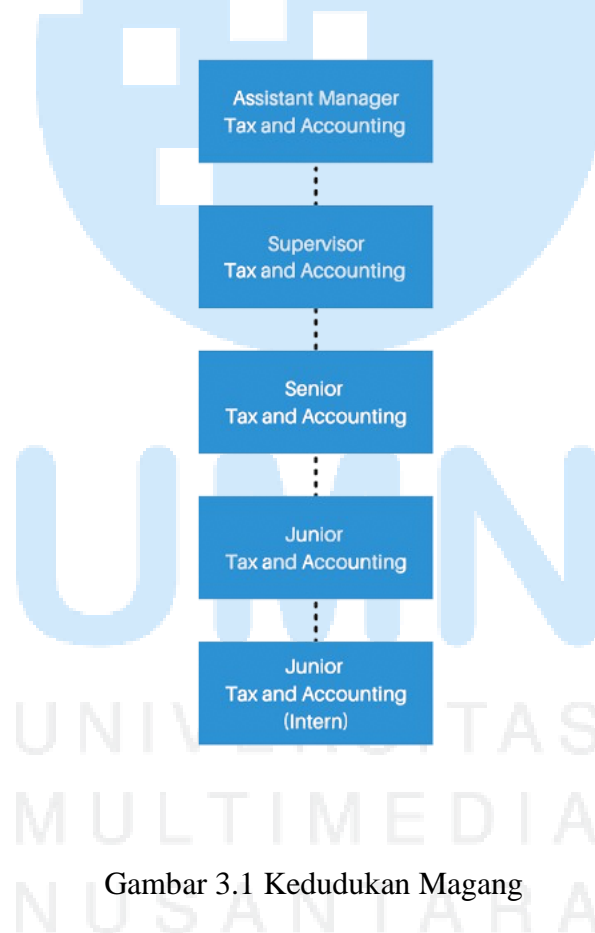 Assistant Manager
Tax and Accounting
Supervisor
Tax and Accounting
Senior
Tax and Accounting
UMN
Junior
Tax and Accounting
Junior
Tax and Accounting
(Intern)
UNIVERSITAS
MULTIMEDIA
Gambar 3.1 Kedudukan Magang
NUSANTARA